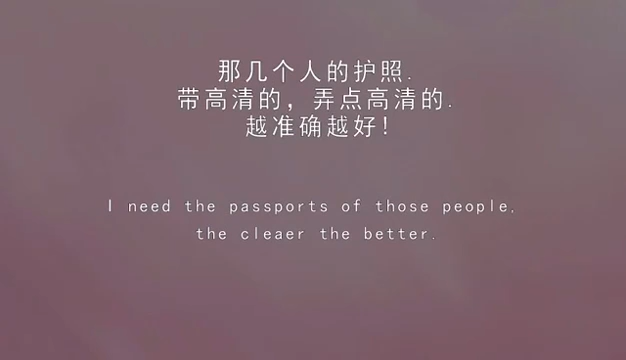 那几个人的护照.
带高清的，弄点高清的.
越准确越好!
I need the passports of those people,
the cleaer the better.